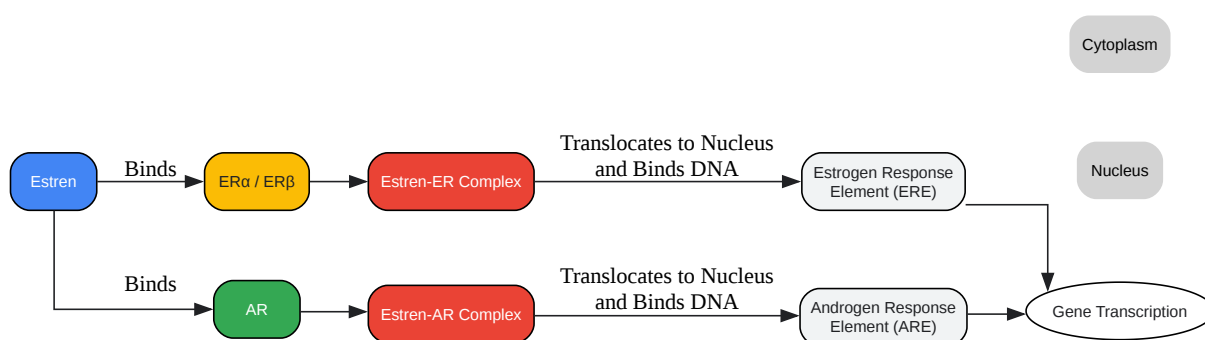 Cytoplasm
Translocates to Nucleus
and Binds DNA
Estren
Binds
ERα / ERβ
Estren-ER Complex
Estrogen Response
Element (ERE)
Nucleus
Binds
AR
Estren-AR Complex
Translocates to Nucleus
and Binds DNA
Androgen Response
Element (ARE)
Gene Transcription